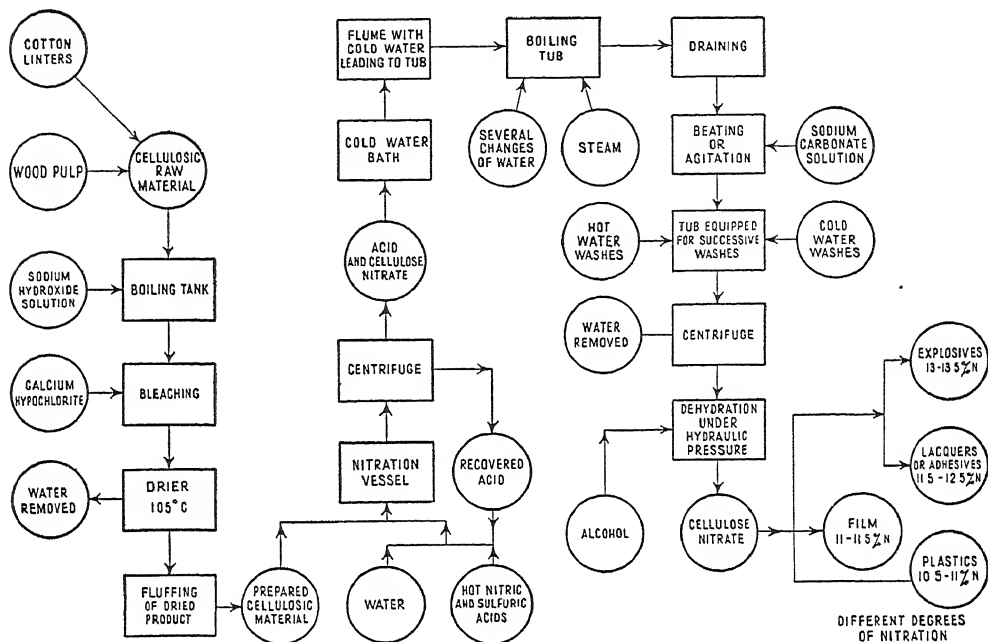 COTTON
LINTERS
WOOD PULP
CELLULOSIC
RAW
MATERIAL
SODIUM
HYDROXIDE
SOLUTION
BOILING TANK
CALCIUM
HYPOCHLORITE
BLEACHING
WATER
REMOVED
DRIER
105°C
FLUFFING
OF DRIED
PRODUCT
PREPARED
CELLULOSIC
MATERIAL
WATER
HOT NITRIC
AND SULFURIC
ACIDS
RECOVERED
ACID
NITRATION
VESSEL
CENTRIFUGE
ACID
AND CELLULOSE
NITRATE
COLD WATER
BATH
FLUME WITH
COLD WATER
LEADING TO TUB
BOILING
TUB
SEVERAL
CHANGES
OF WATER
STEAM
DRAINING
BEATING
OR
AGITATION
SODIUM
CARBONATE
SOLUTION
HOT
WATER
WASHES
TUB EQUIPPED
FOR SUCCESSIVE
WASHES
COLD
WATER
WASHES
WATER
REMOVED
CENTRIFUGE
DEHYDRATION
UNDER
HYDRAULIC
PRESSURE
ALCOHOL
CELLULOSE
NITRATE
EXPLOSIVES
13-13 5% N
LACQUERS
OR ADHESIVES
11 5-12 5% N
FILM
11-11.5% N
PLASTICS
10 5-11% N
DIFFERENT DEGREES
OF NITRATION